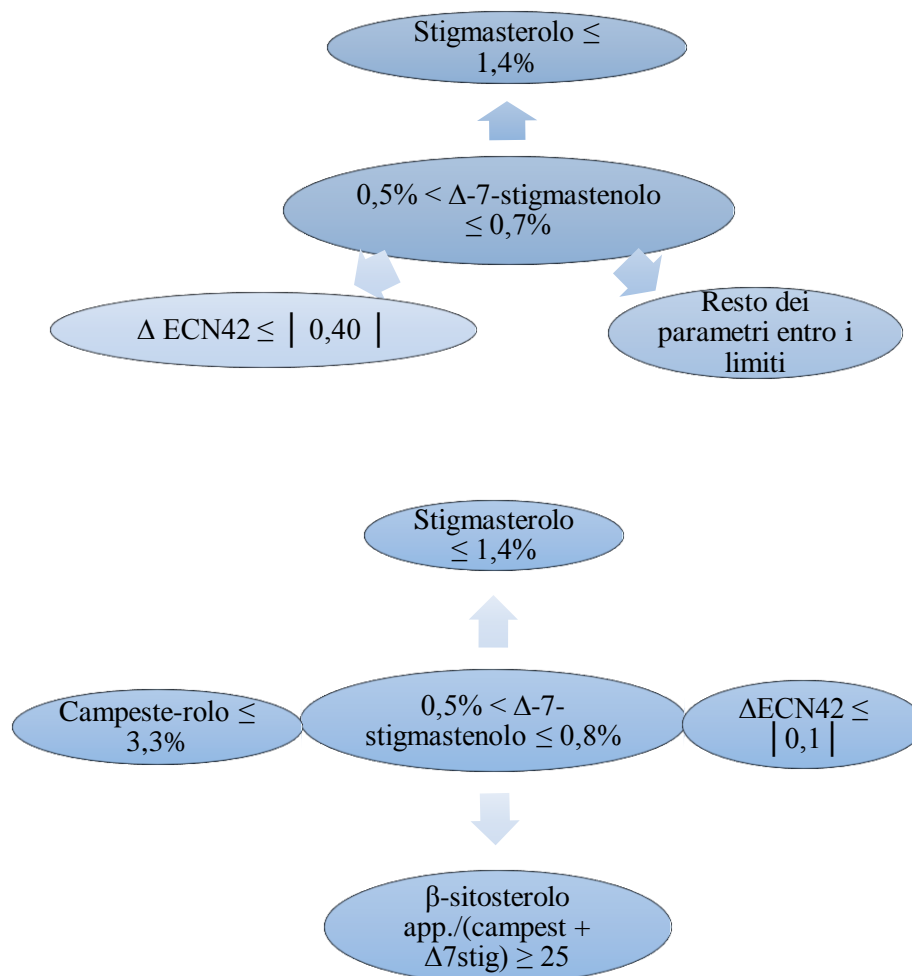 Stigmasterolo ≤
1,4%
0,5% < Δ-7-stigmastenolo
≤ 0,7%
Δ ECN42 ≤ | 0,40 |
Resto dei
parametri entro i
limiti
Stigmasterolo
≤ 1,4%
Campeste-rolo ≤
3,3%
0,5% < Δ-7-
stigmastenolo ≤ 0,8%
ΔECN42 ≤
| 0,1 |
β-sitosterolo
app./(campest +
Δ7stig) ≥ 25